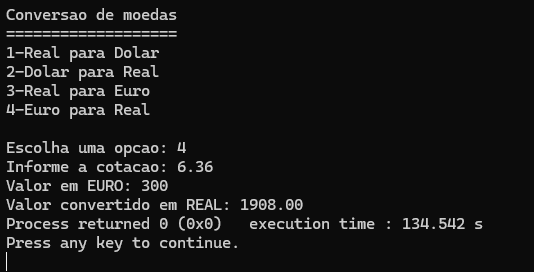 Conversao de moedas
===================
1-Real para Dolar
2-Dolar para Real
3-Real para Euro
4-Euro para Real
Escolha uma opcao: 4
Informe a cotacao: 6.36
Valor em EURO: 300
Valor convertido em REAL: 1908.00
Process returned 0 (0x0)   execution time : 134.542 s
Press any key to continue.